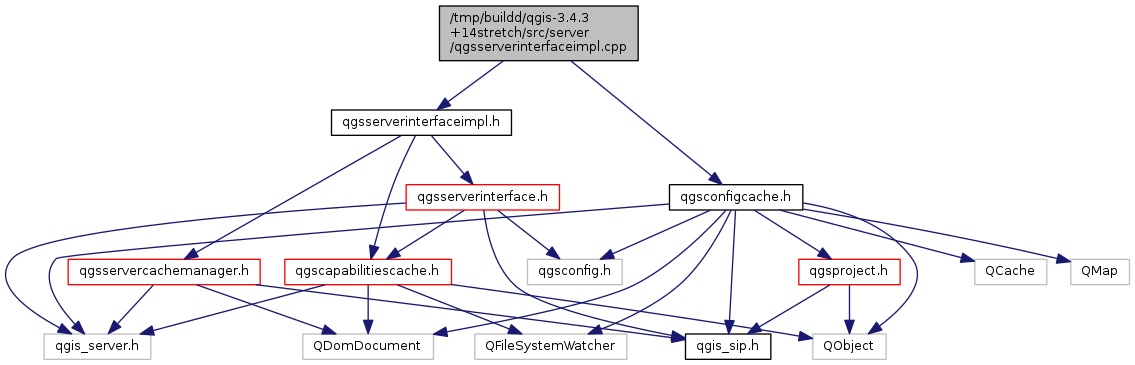 /tmp/buildd/qgis-3.4.3
+14stretch/src/server
/qgsserverinterfaceimpl.cpp
qgsserverinterfaceimpl.h
qgsserverinterface.h
qgsconfigcache.h
qgsservercachemanager.h
qgscapabilitiescache.h
qgsconfig.h
qgsproject.h
QCache
QMap
qgis_server.h
QDomDocument
QFileSystemWatcher
qgis_sip.h
QObject